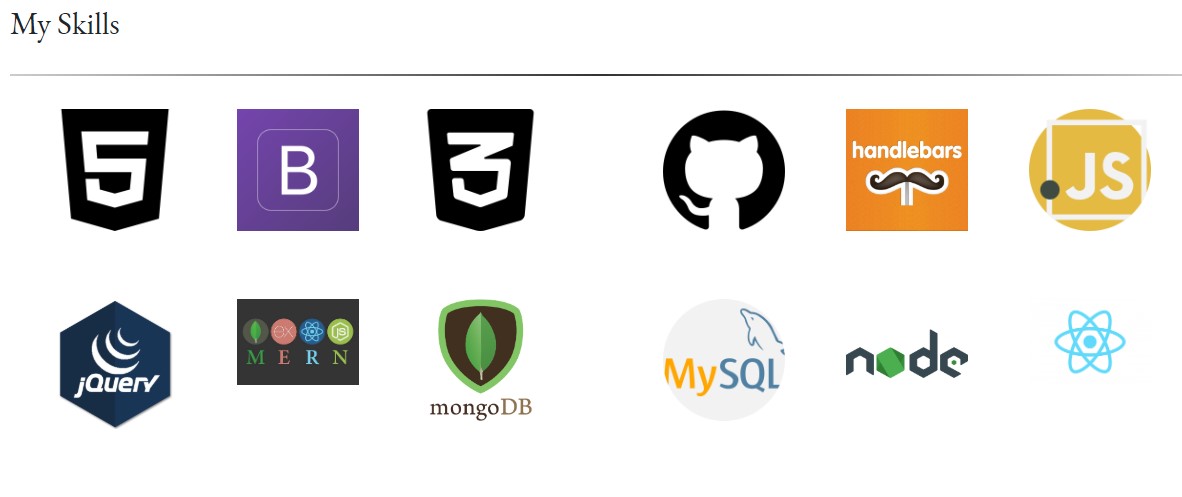 My Skills
5
B
3
handlebars
JS
jQuery
ex
JS
M E R N
mongoDB
MySQL
node